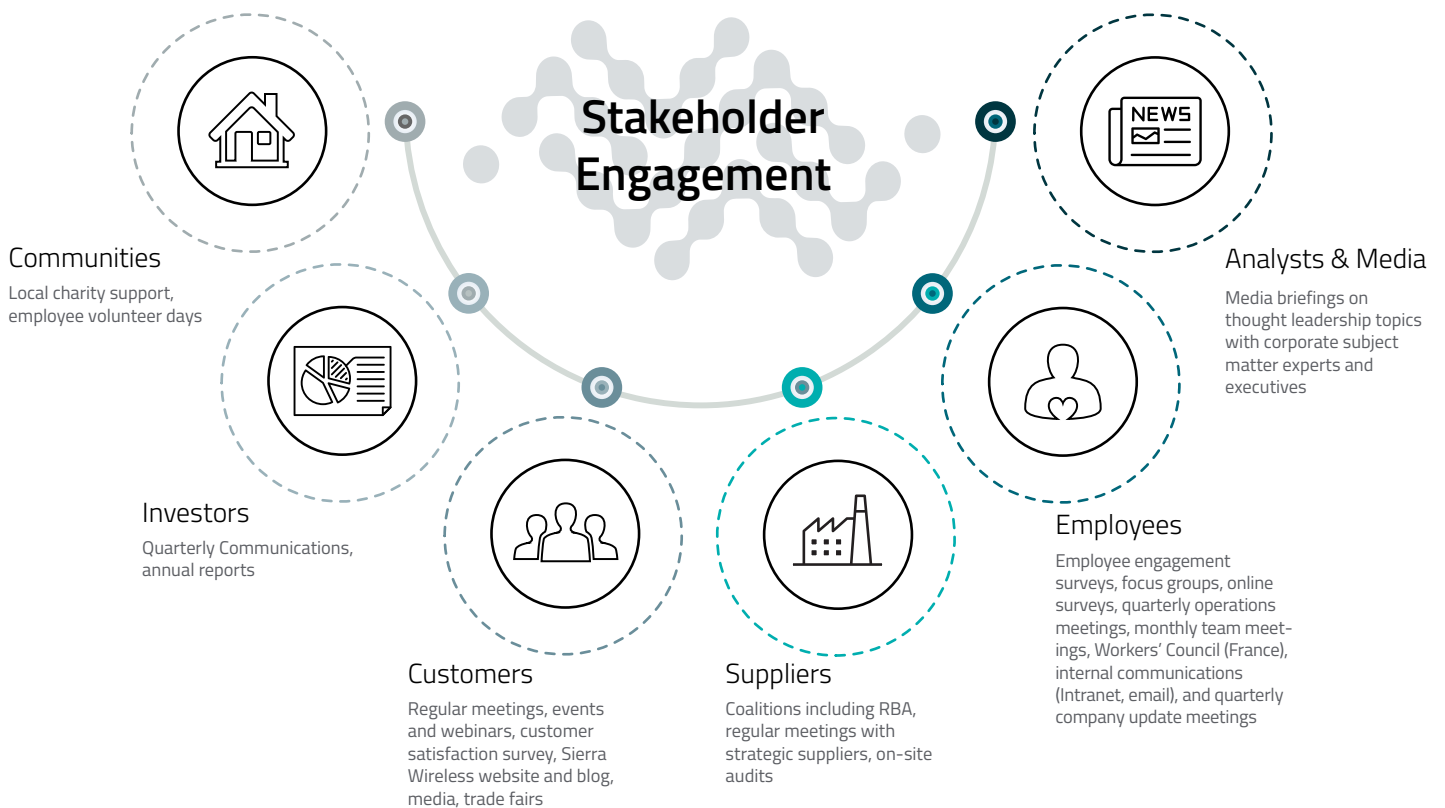 Stakeholder
Engagement
Communities
Local charity support,
employee volunteer days
Investors
Quarterly Communications,
annual reports
Customers
Regular meetings, events
and webinars, customer
satisfaction survey, Sierra
Wireless website and blog,
media, trade fairs
Suppliers
Coalitions including RBA,
regular meetings with
strategic suppliers, on-site
audits
Employees
Employee engagement
surveys, focus groups, online
surveys, quarterly operations
meetings, monthly team meet-
ings, Workers’ Council (France),
internal communications
(Intranet, email), and quarterly
company update meetings
NEWS
Analysts & Media
Media briefings on
thought leadership topics
with corporate subject
matter experts and
executives